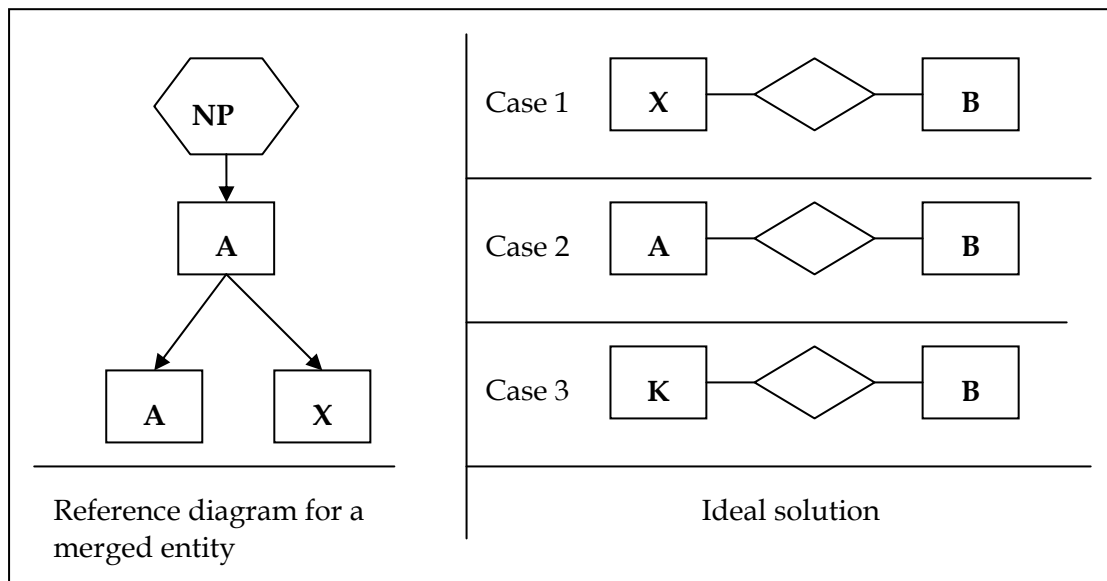 NP
A
A X
Reference diagram for a
merged entity
Case 1 X B
Case 2 A B
Case 3 K B
Ideal solution